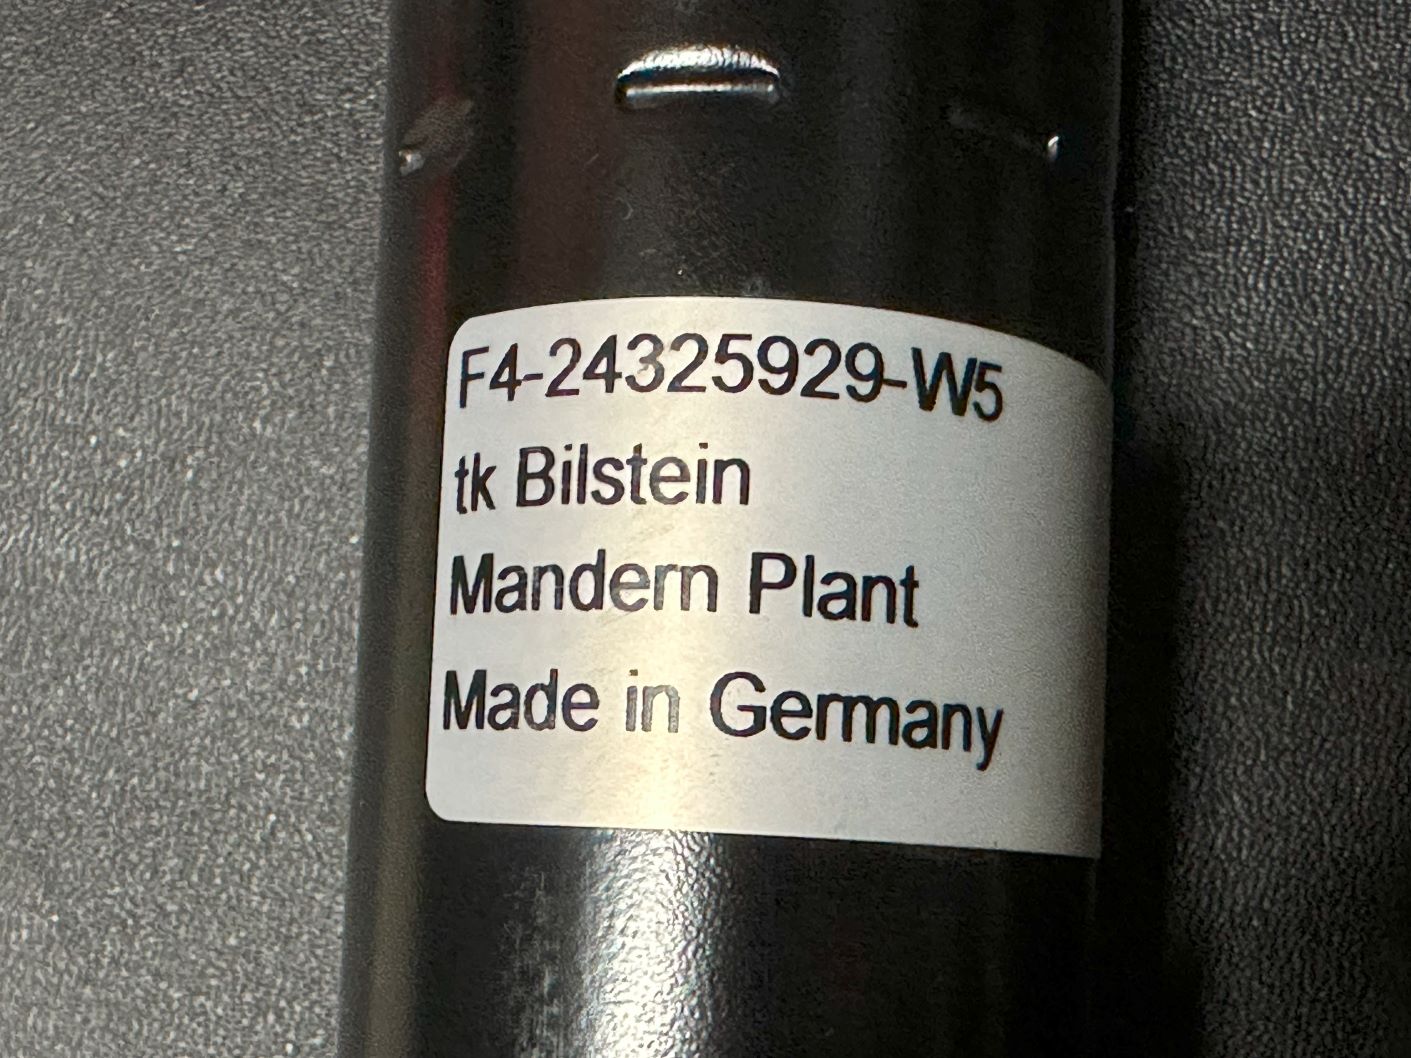 F4-24325929-W5
tk Bilstein
Mandern Plant
Made in Germany